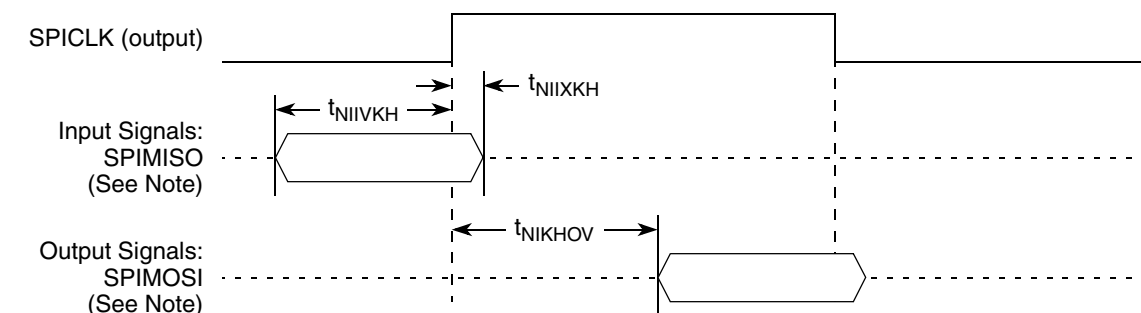 SPICLK (output)
tNIIXKH
tNIIVKH
Input Signals:
SPIMISO
(See Note)
tNIKHOV
Output Signals:
SPIMOSI
(See Note)